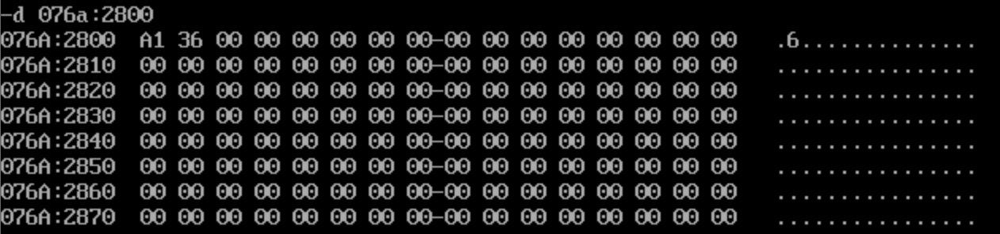 -d 076a:2800
076A:2800  A1 36 00 00 00 00 00 00-00 00 00 00 00 00 00 00   .6..............
076A:2810  00 00 00 00 00 00 00 00-00 00 00 00 00 00 00 00   ................
076A:2820  00 00 00 00 00 00 00 00-00 00 00 00 00 00 00 00   ................
076A:2830  00 00 00 00 00 00 00 00-00 00 00 00 00 00 00 00   ................
076A:2840  00 00 00 00 00 00 00 00-00 00 00 00 00 00 00 00   ................
076A:2850  00 00 00 00 00 00 00 00-00 00 00 00 00 00 00 00   ................
076A:2860  00 00 00 00 00 00 00 00-00 00 00 00 00 00 00 00   ................
076A:2870  00 00 00 00 00 00 00 00-00 00 00 00 00 00 00 00   ................